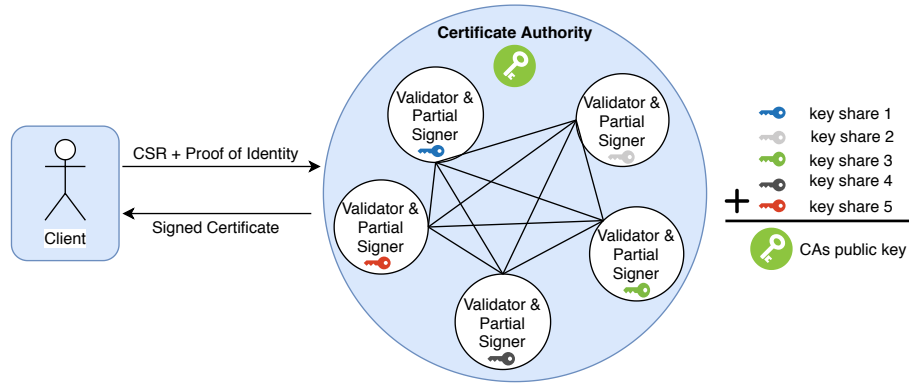 Certificate Authority
Validator &
Partial
Signer
Validator &
Partial
Signer
key share 1
key share 2
key share 3
key share 4
key share 5
+
CAs public key
CSR + Proof of Identity
Signed Certificate
Client
Validator &
Partial
Signer
Validator &
Partial
Signer
Validator &
Partial
Signer